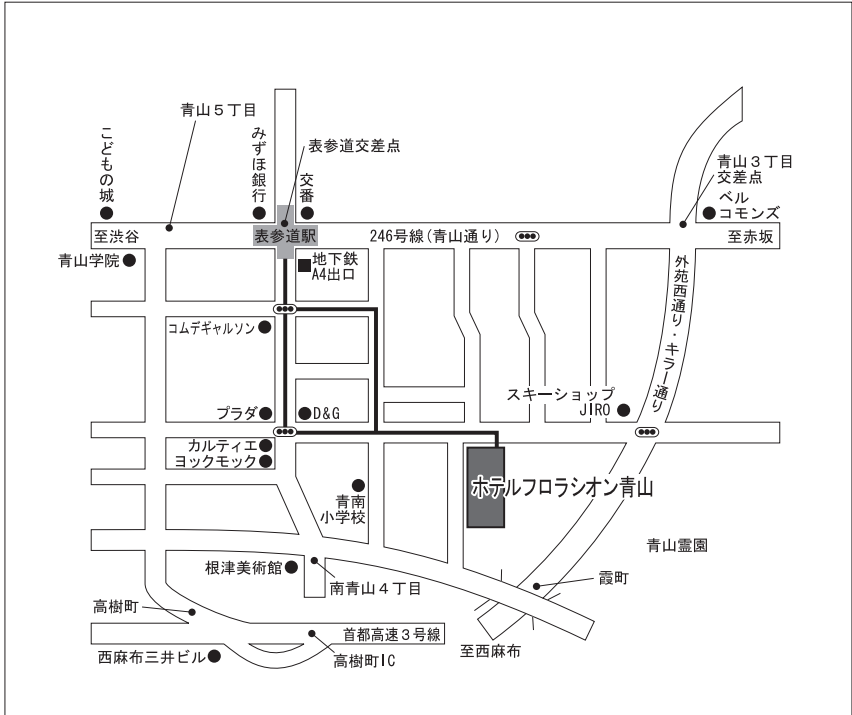 青山５丁目
こどもの城
みずほ銀行
交番
表参道交差点
青山３丁目
交差点
ベル
コモンズ
至渋谷
表参道駅
246号線(青山通り)
至赤坂
青山学院
地下鉄
A4出口
外苑西通り・キラー通り
コムデギャルソン
スキーショップ
JIRO
プラダ
D&G
カルティエ
ヨックモック
ホテルフロラシオン青山
青南
小学校
青山霊園
根津美術館
南青山４丁目
霞町
高樹町
首都高速３号線
至西麻布
西麻布三井ビル
高樹町IC